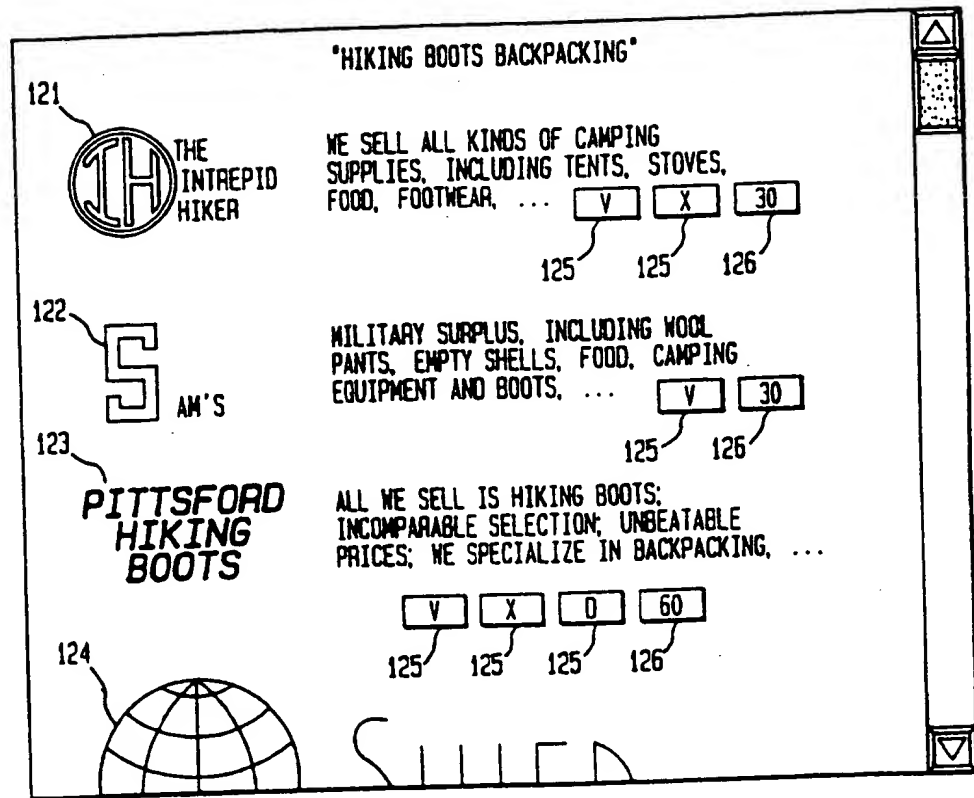 "HIKING BOOTS BACKPACKING"
121
IH
THE
INTREPID
HIKER
WE SELL ALL KINDS OF CAMPING
SUPPLIES, INCLUDING TENTS, STOVES,
FOOD, FOOTWEAR, ...
V X 30
125 125 126
122
S
AM'S
MILITARY SURPLUS, INCLUDING WOOL
PANTS, EMPTY SHELLS, FOOD, CAMPING
EQUIPMENT AND BOOTS, ...
V 30
125 126
123
PITTSFORD
HIKING
BOOTS
ALL WE SELL IS HIKING BOOTS;
INCOMPARABLE SELECTION; UNBEATABLE
PRICES; WE SPECIALIZE IN BACKPACKING, ...
V X D 60
125 125 125 126
124